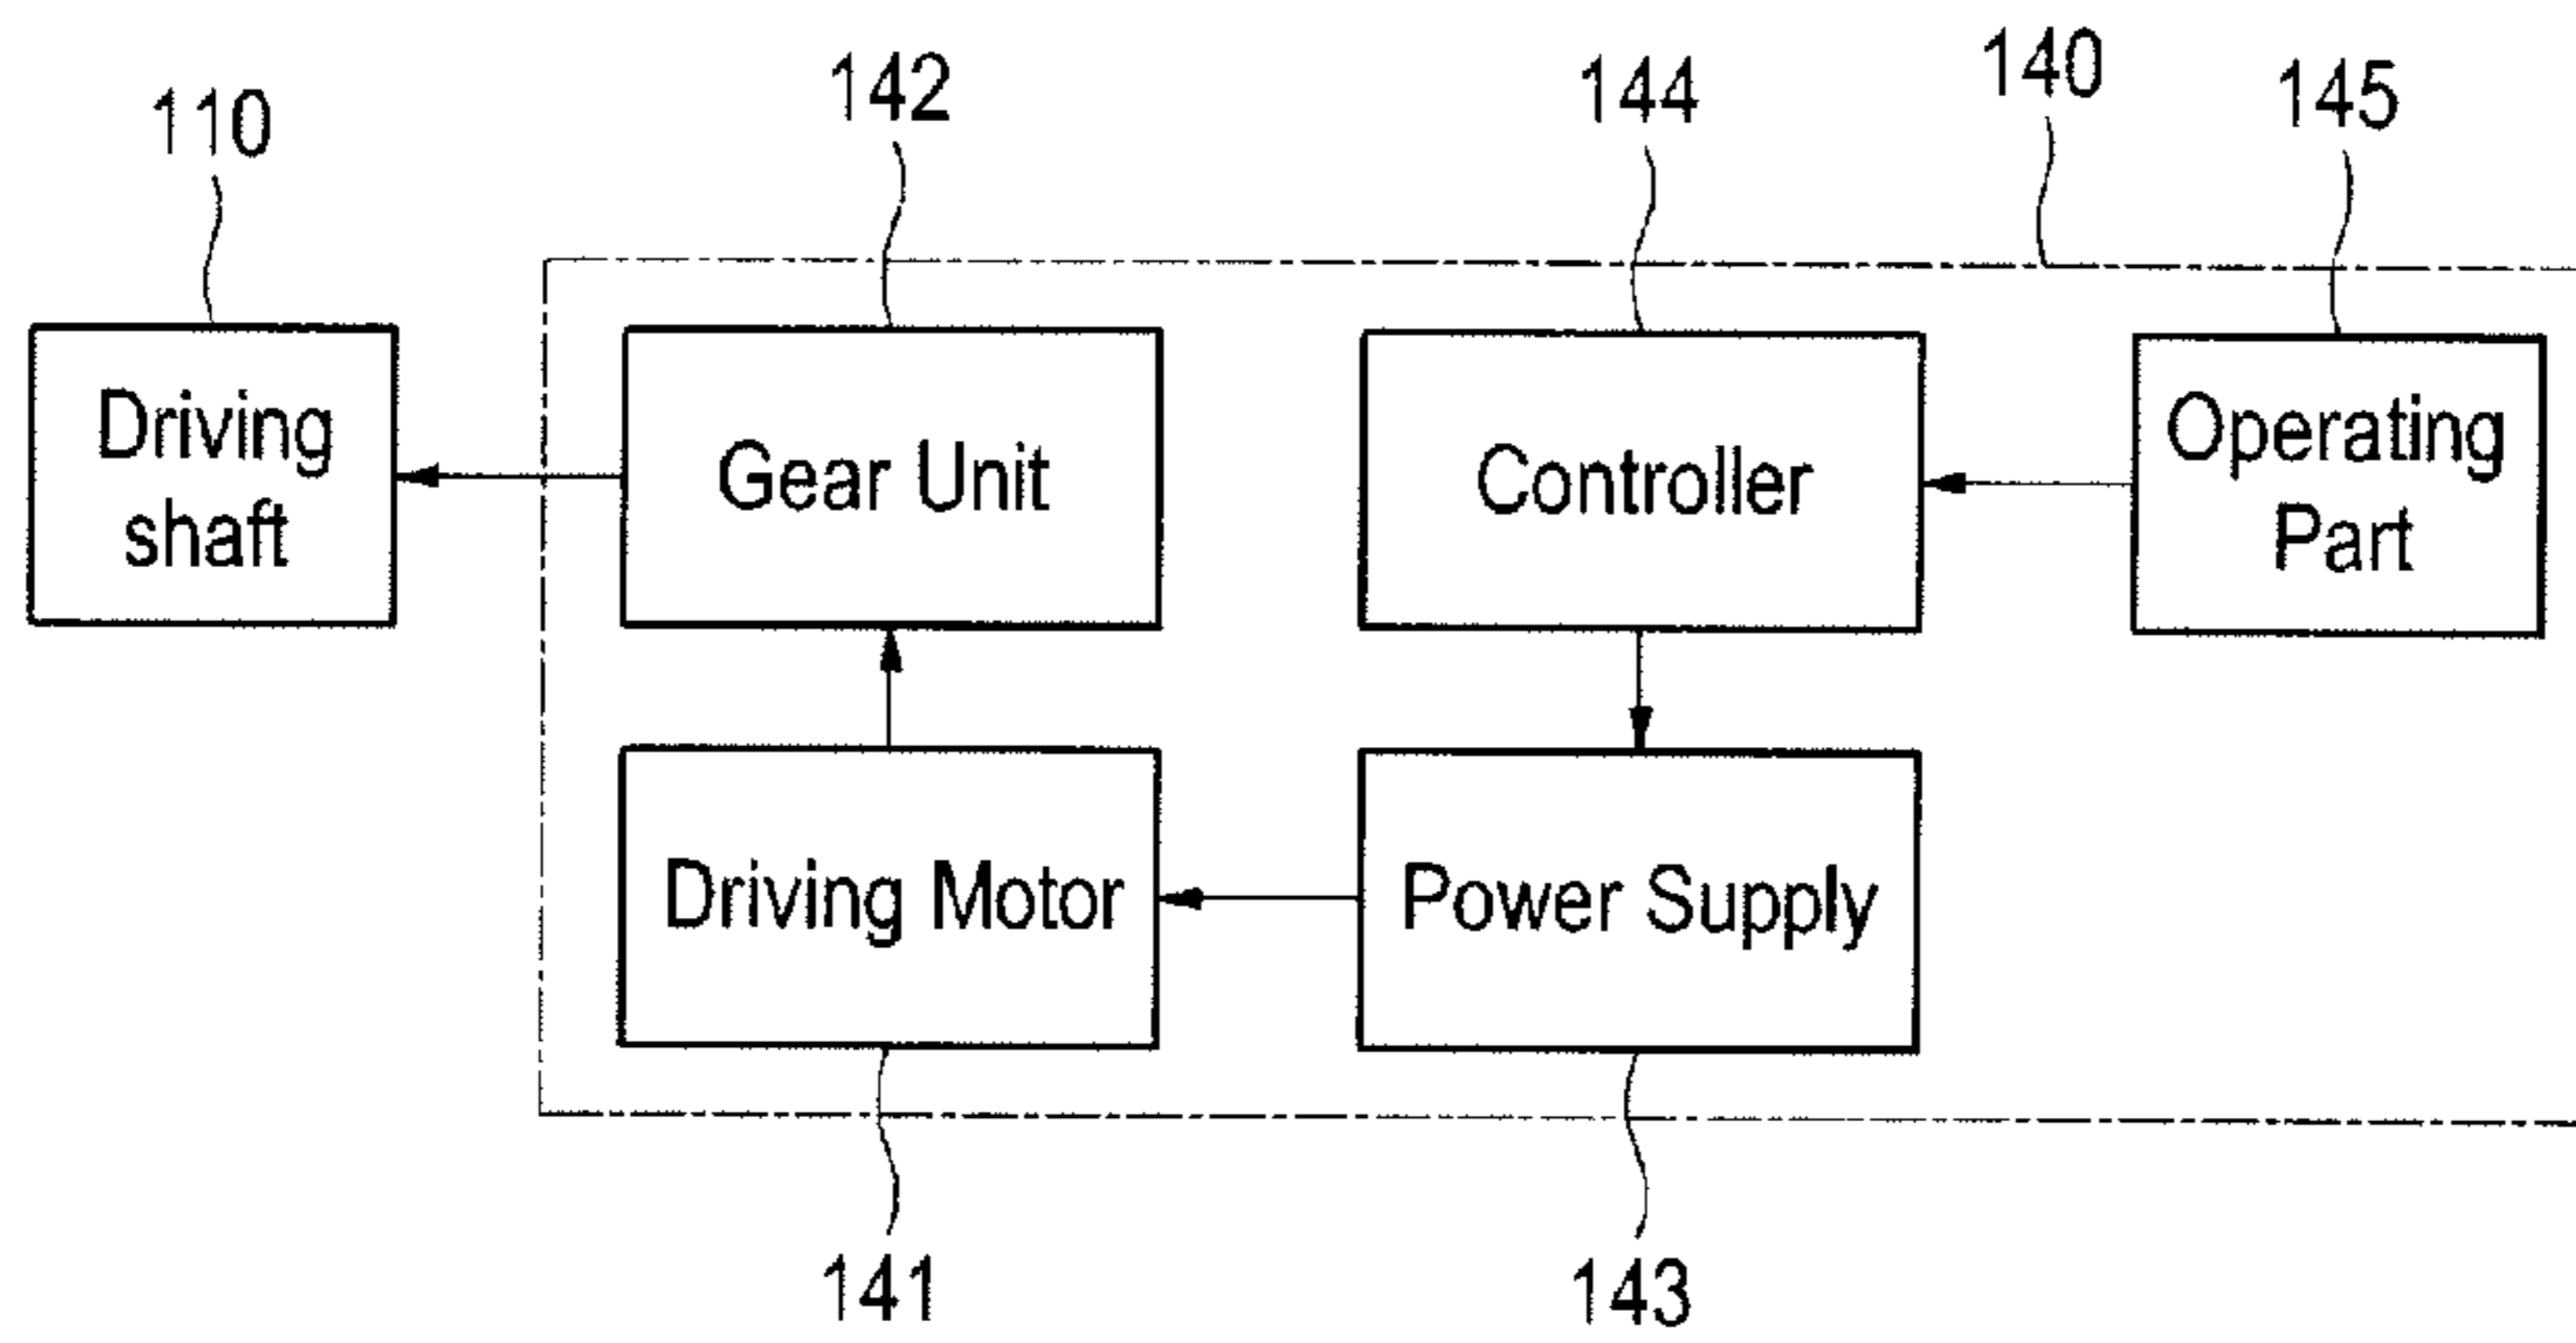 110
142
144
140
145
Driving
shaft
Gear Unit
Controller
Operating
Part
Driving Motor
Power Supply
141
143